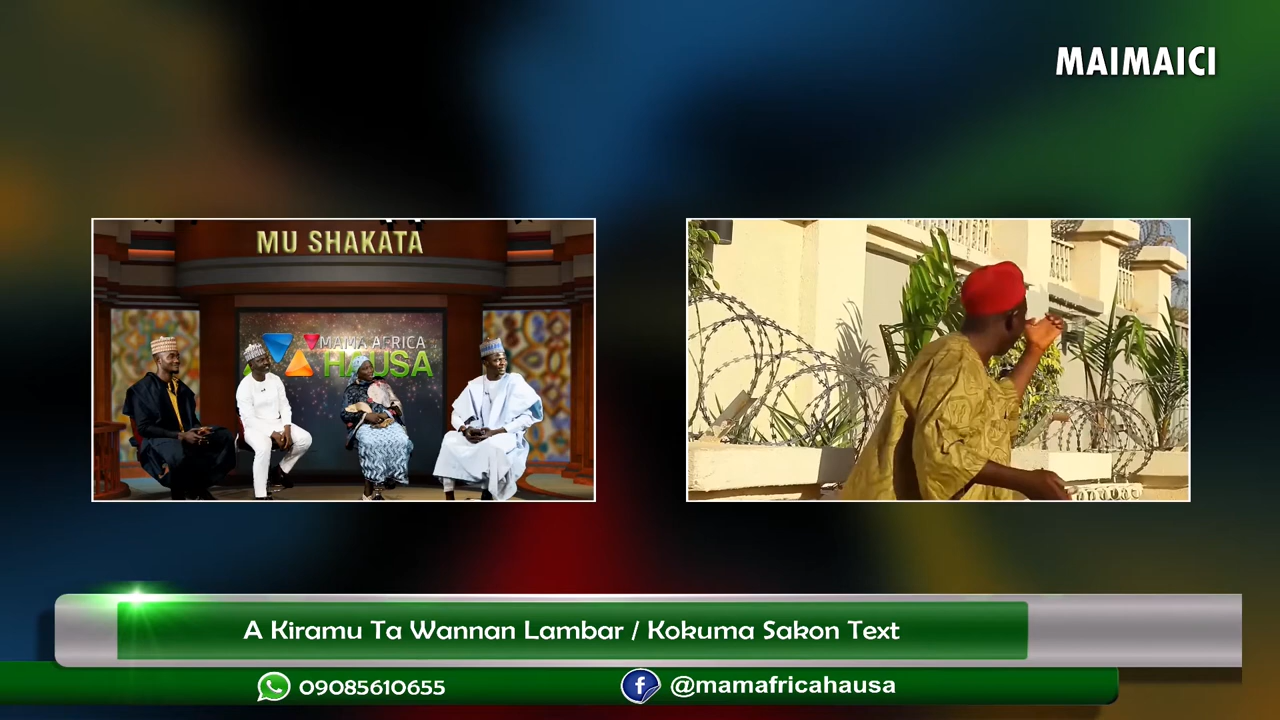 MAIMAICI
MU SHAKATA
MAMA AFRICA
HAUSA
A Kiramu Ta Wannan Lambar / Kokuma Sakon Text
09085610655
@mamafricahausa